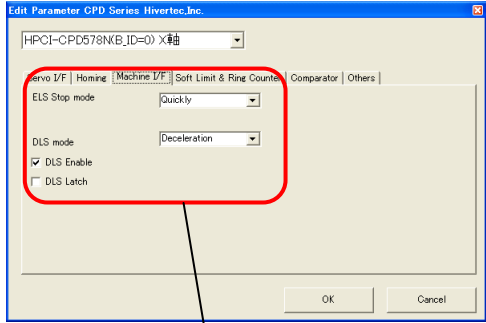 Edit Parameter CPD Series Hivertec,Inc.
HPCI-CPD578N(B_ID=0) X軸
Servo I/F Homing Machine I/F Soft Limit & Ring Counter Comparator Others
ELS Stop mode Quickly
DLS mode Deceleration
DLS Enable
DLS Latch
OK Cancel